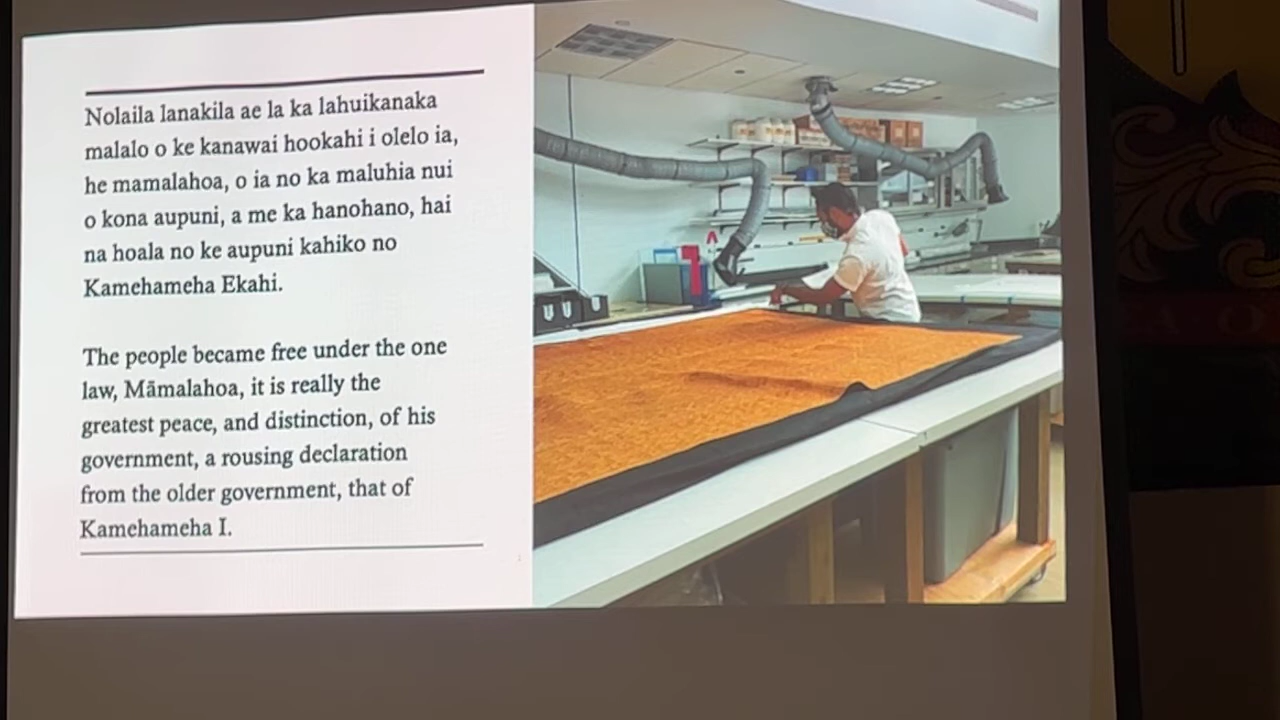 Nolaila lanakila ae la ka lahuikanaka
malalo o ke kanawai hookahi i olelo ia,
he mamalahoa, o ia no ka maluhia nui
o kona aupuni, a me ka hanohano, hai
na hoala no ke aupuni kahiko no
Kamehameha Ekahi.
The people became free under the one
law, Māmalahoa, it is really the
greatest peace, and distinction, of his
government, a rousing declaration
from the older government, that of
Kamehameha I.